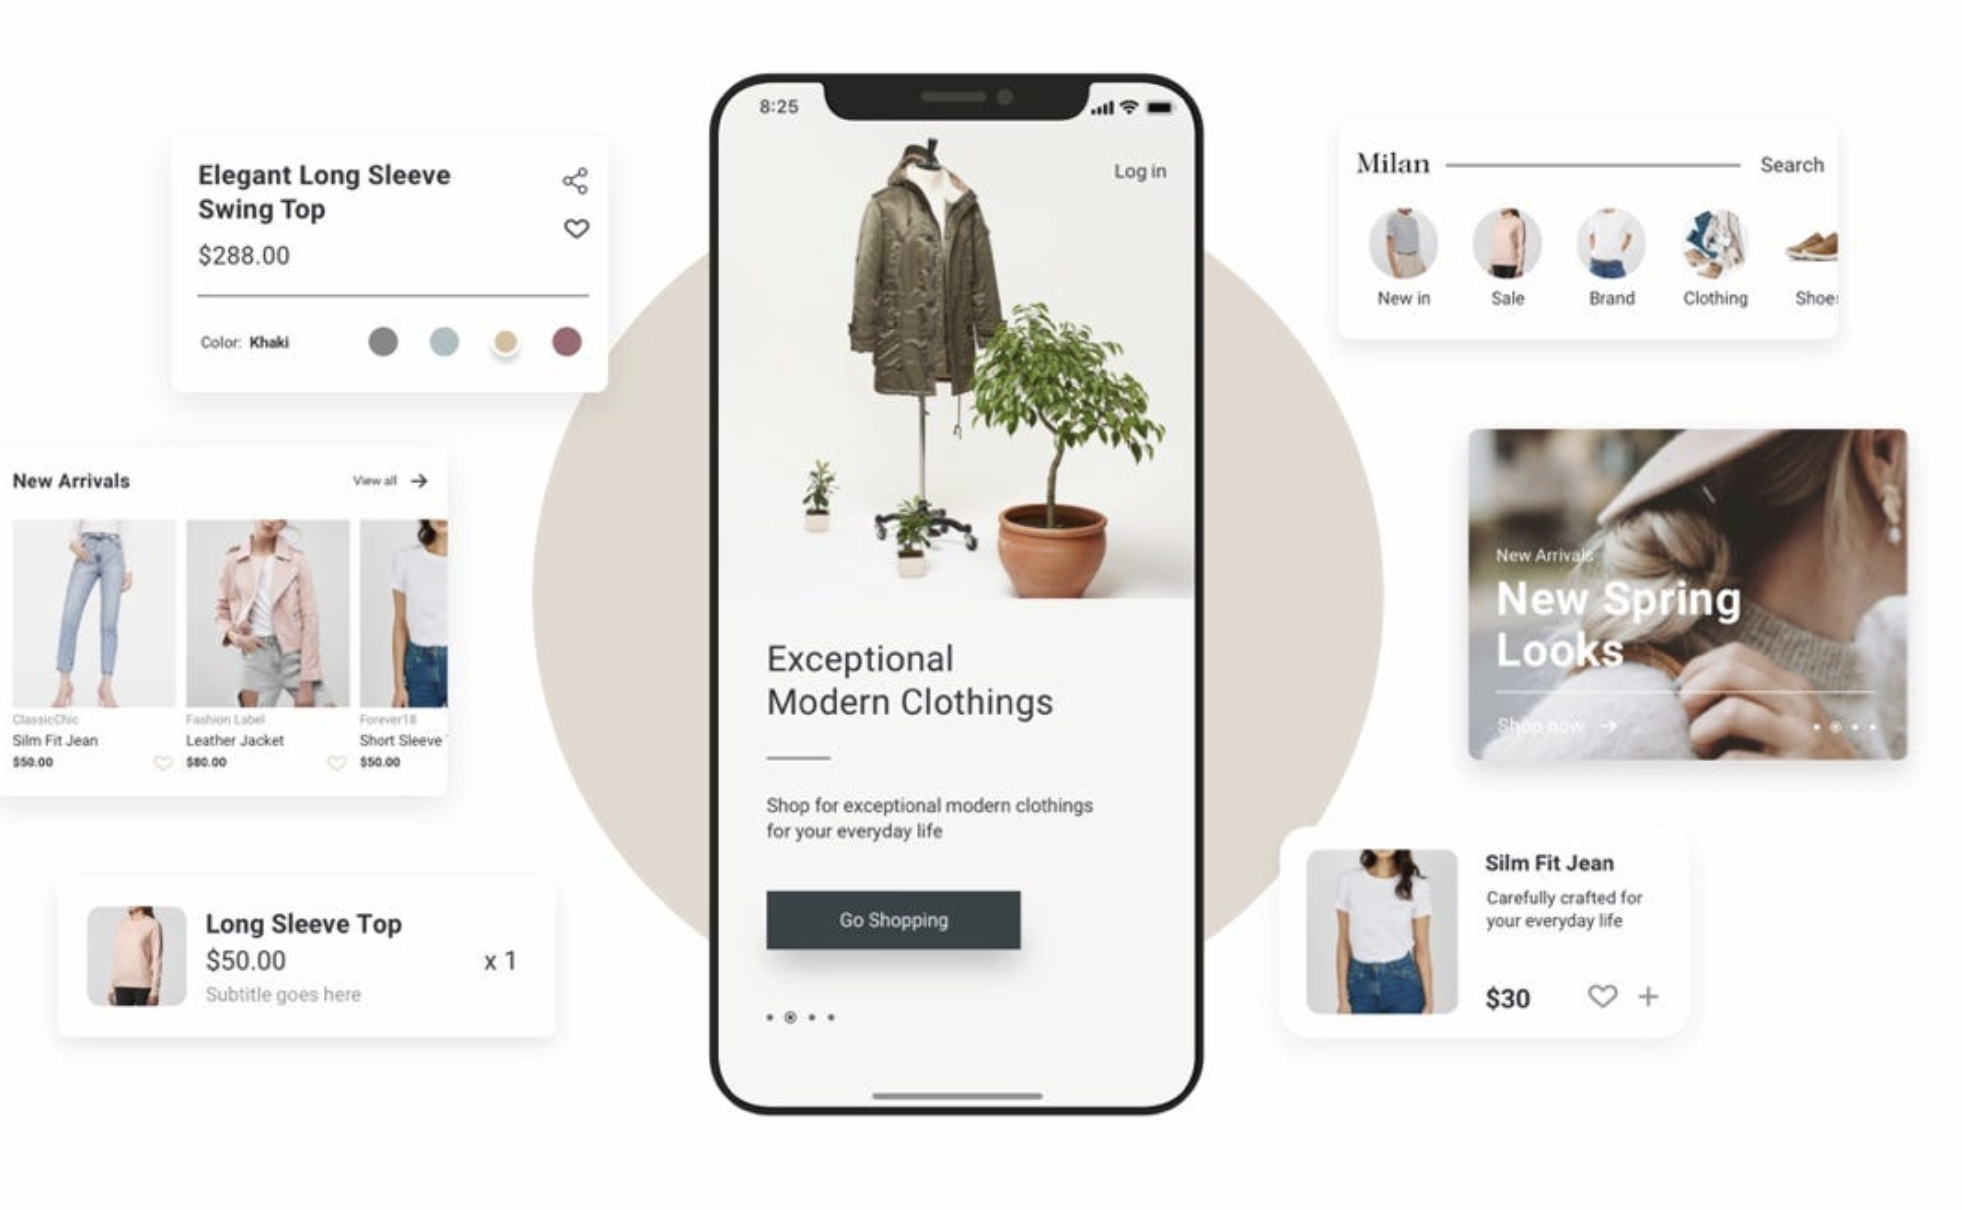 Elegant Long Sleeve
Swing Top
$288.00
Color: Khaki
New Arrivals
View all
ClassicChic
Silm Fit Jean
$50.00
Fashion Label
Leather Jacket
$80.00
Forever18
Short Sleeve
$50.00
Long Sleeve Top
$50.00
Subtitle goes here
x 1
8:25
Log in
Exceptional
Modern Clothings
Shop for exceptional modern clothings
for your everyday life
Go Shopping
Milan
Search
New in
Sale
Brand
Clothing
Shoes
New Arrivals
New Spring
Looks
Shop now
Silm Fit Jean
Carefully crafted for
your everyday life
$30